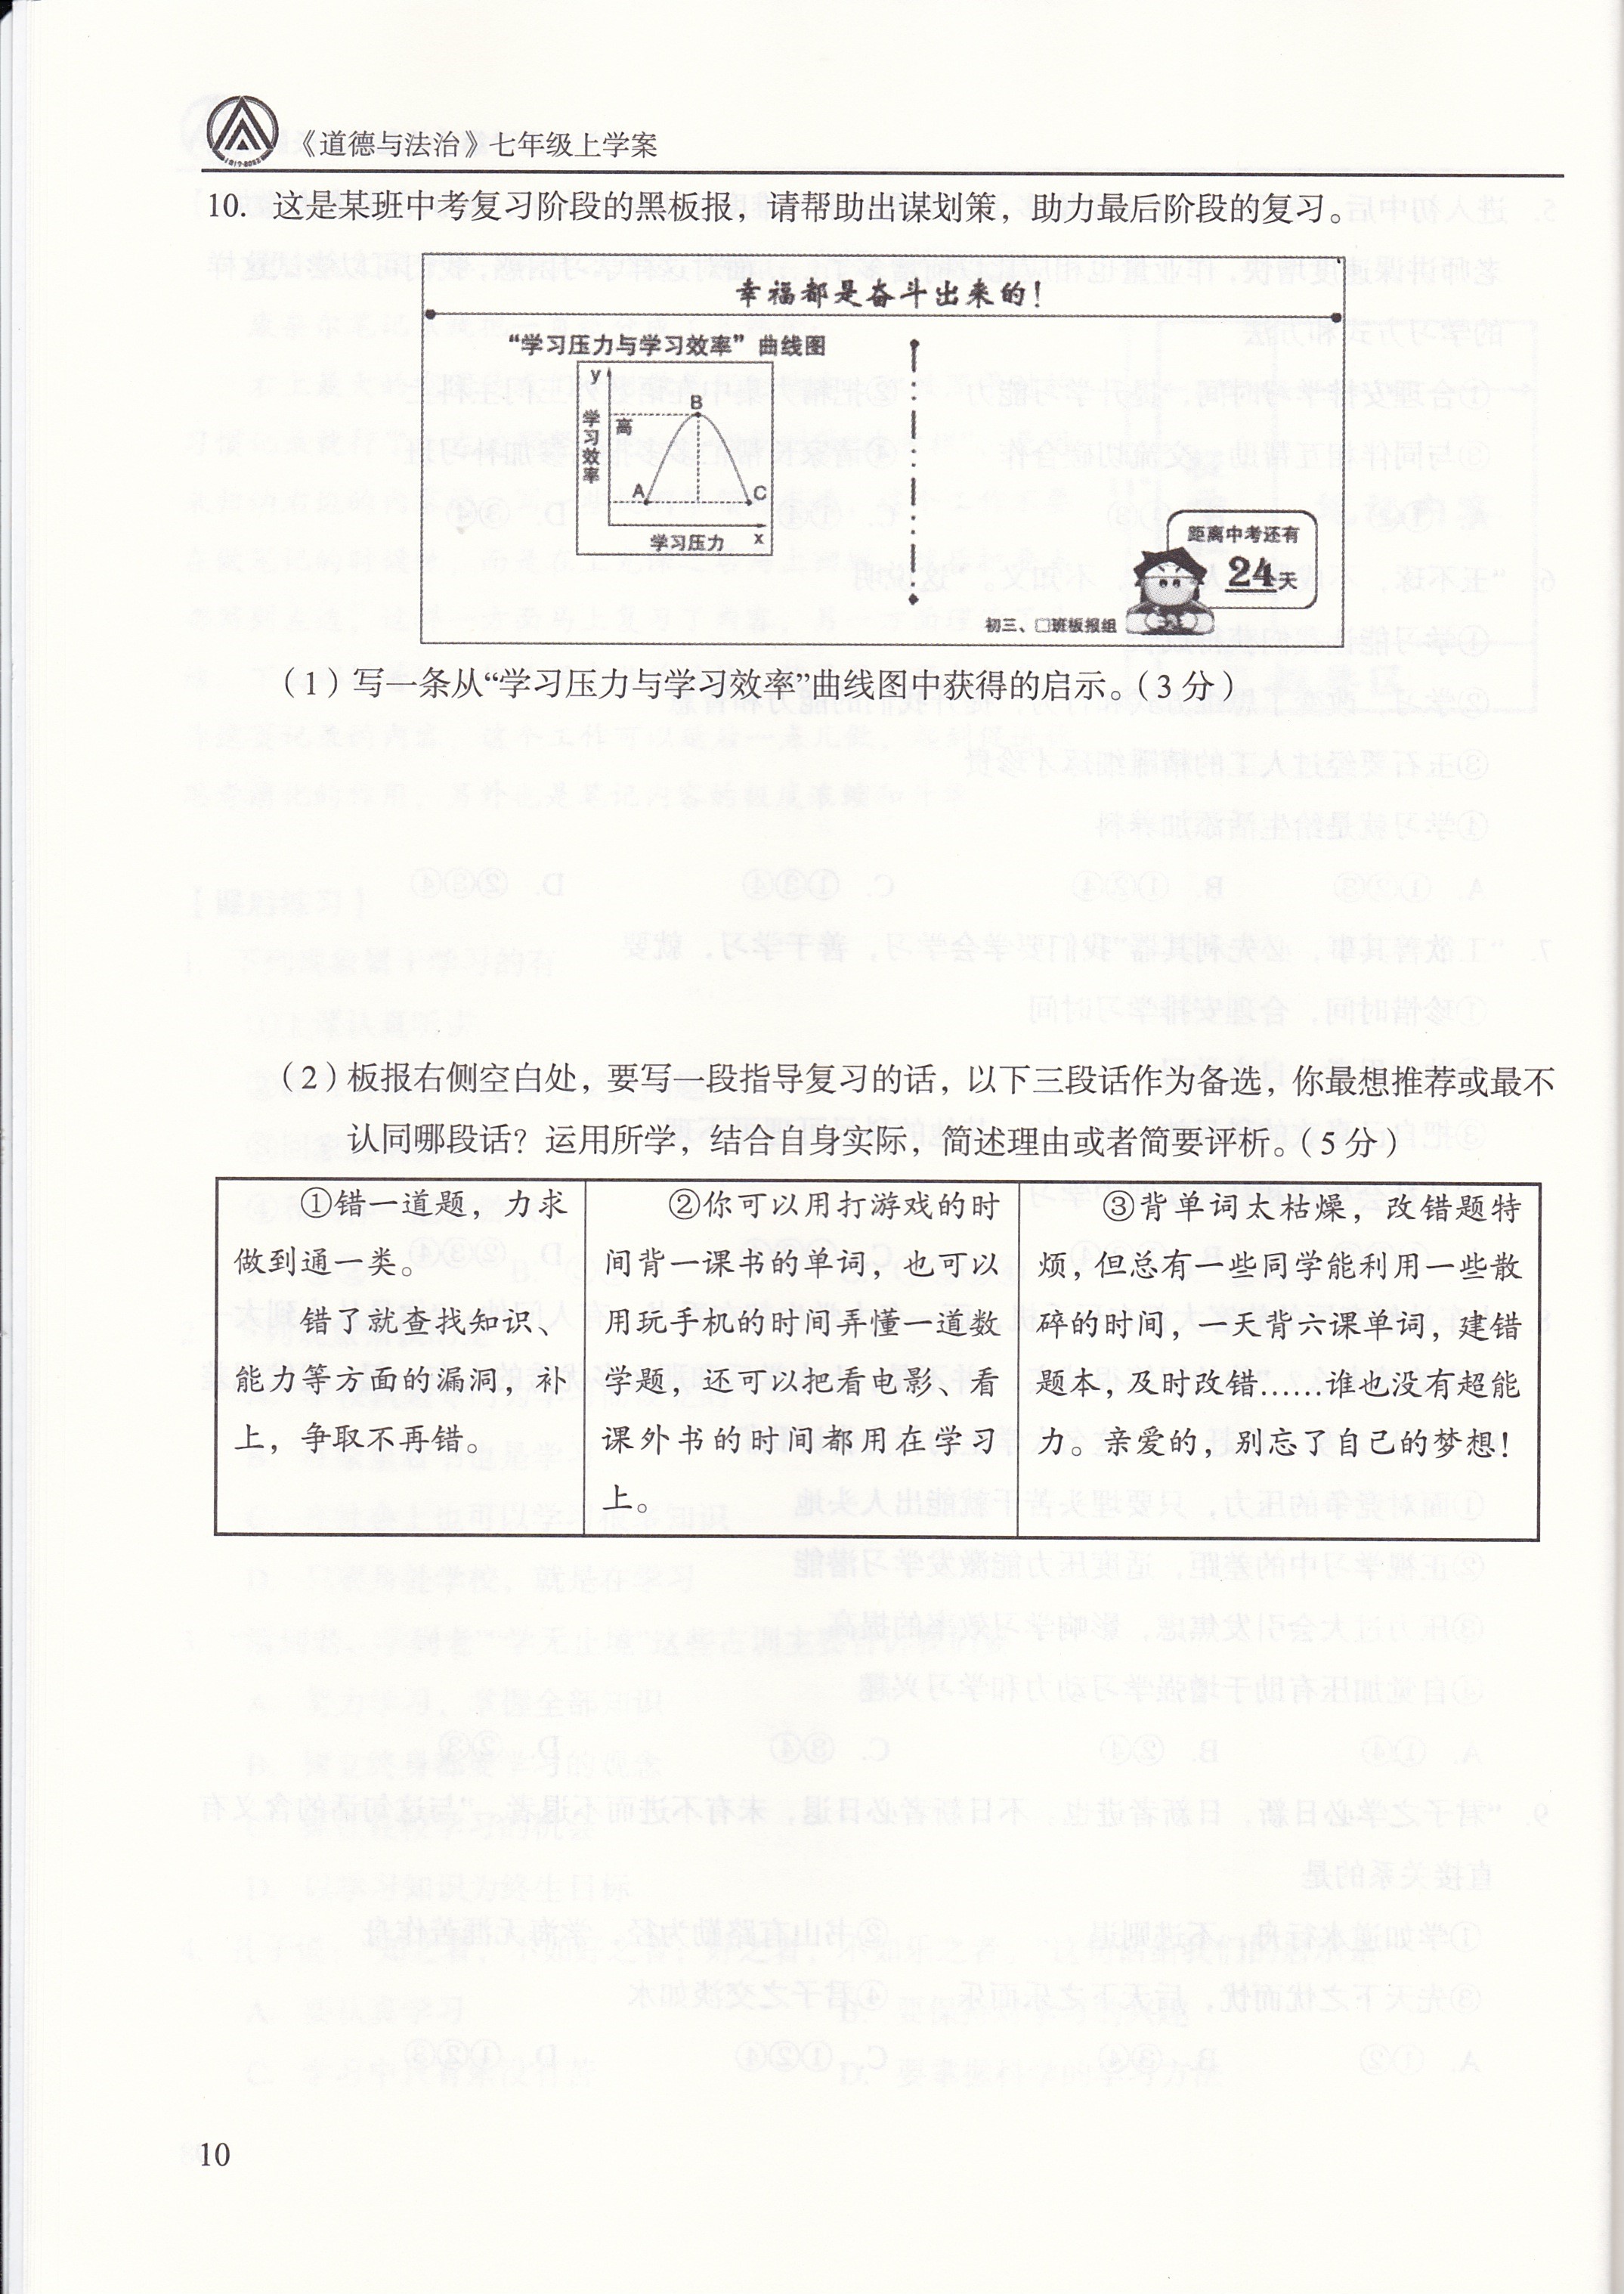 《道德与法治》七年级上学案
10. 这是某班中考复习阶段的黑板报，请帮助出谋划策，助力最后阶段的复习。
幸福都是奋斗出来的！
“学习压力与学习效率”曲线图
y
学习效率
高
B
A
C
学习压力
x
距离中考还有
24天
初三、□班板报组
（1）写一条从“学习压力与学习效率”曲线图中获得的启示。（3 分）
（2）板报右侧空白处，要写一段指导复习的话，以下三段话作为备选，你最想推荐或最不
认同哪段话？运用所学，结合自身实际，简述理由或者简要评析。（5 分）
①错一道题，力求
做到通一类。
错了就查找知识、
能力等方面的漏洞，补
上，争取不再错。
②你可以用打游戏的时
间背一课书的单词，也可以
用玩手机的时间弄懂一道数
学题，还可以把看电影、看
课外书的时间都用在学习
上。
③背单词太枯燥，改错题特
烦，但总有一些同学能利用一些散
碎的时间，一天背六课单词，建错
题本，及时改错……谁也没有超能
力。亲爱的，别忘了自己的梦想！
10